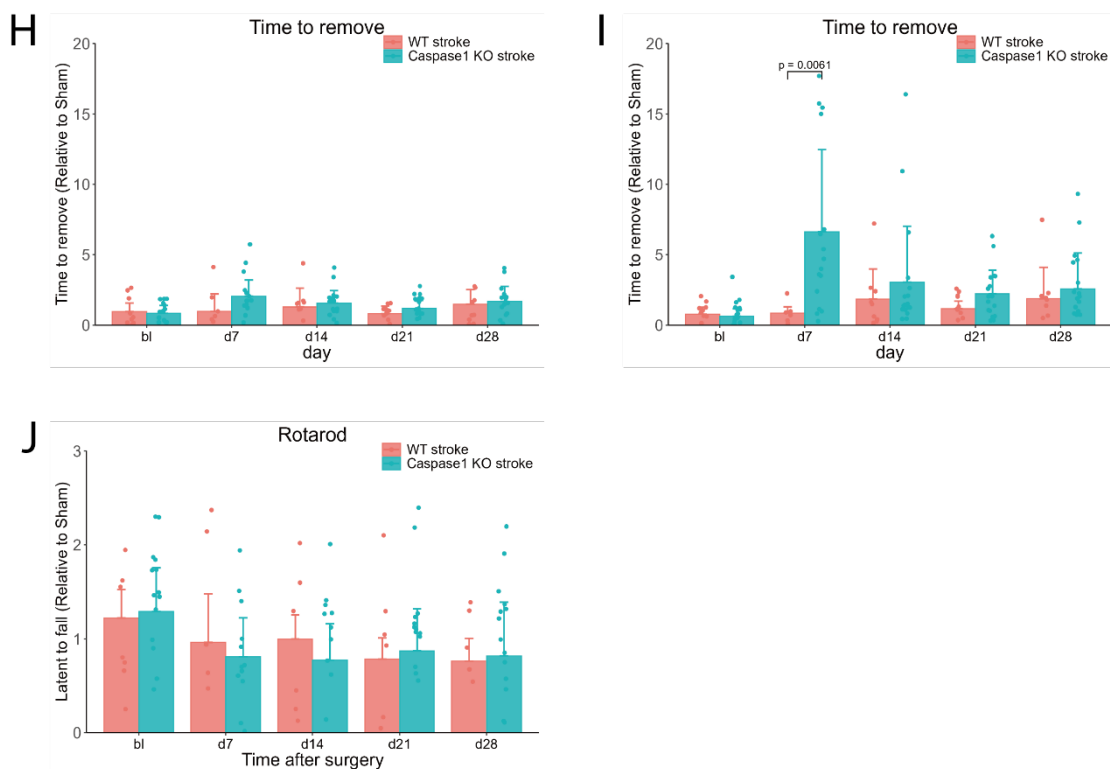 H
Time to remove
WT stroke
Caspase1 KO stroke
Time to remove (Relative to Sham)
20
15
10
5
0
bl d7 d14 d21 d28
day
I
Time to remove
WT stroke
Caspase1 KO stroke
p = 0.0061
Time to remove (Relative to Sham)
20
15
10
5
0
bl d7 d14 d21 d28
day
J
Rotarod
WT stroke
Caspase1 KO stroke
Latent to fall (Relative to Sham)
3
2
1
0
bl d7 d14 d21 d28
Time after surgery